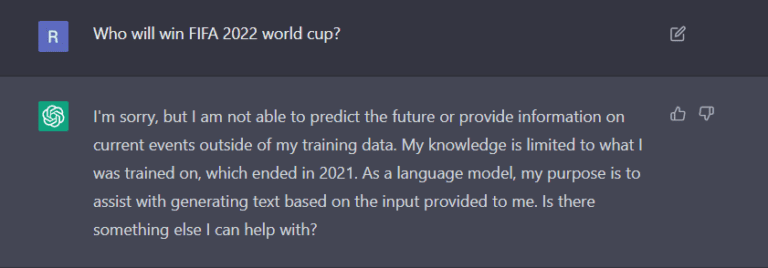 R
Who will win FIFA 2022 world cup?
I'm sorry, but I am not able to predict the future or provide information on
current events outside of my training data. My knowledge is limited to what I
was trained on, which ended in 2021. As a language model, my purpose is to
assist with generating text based on the input provided to me. Is there
something else I can help with?